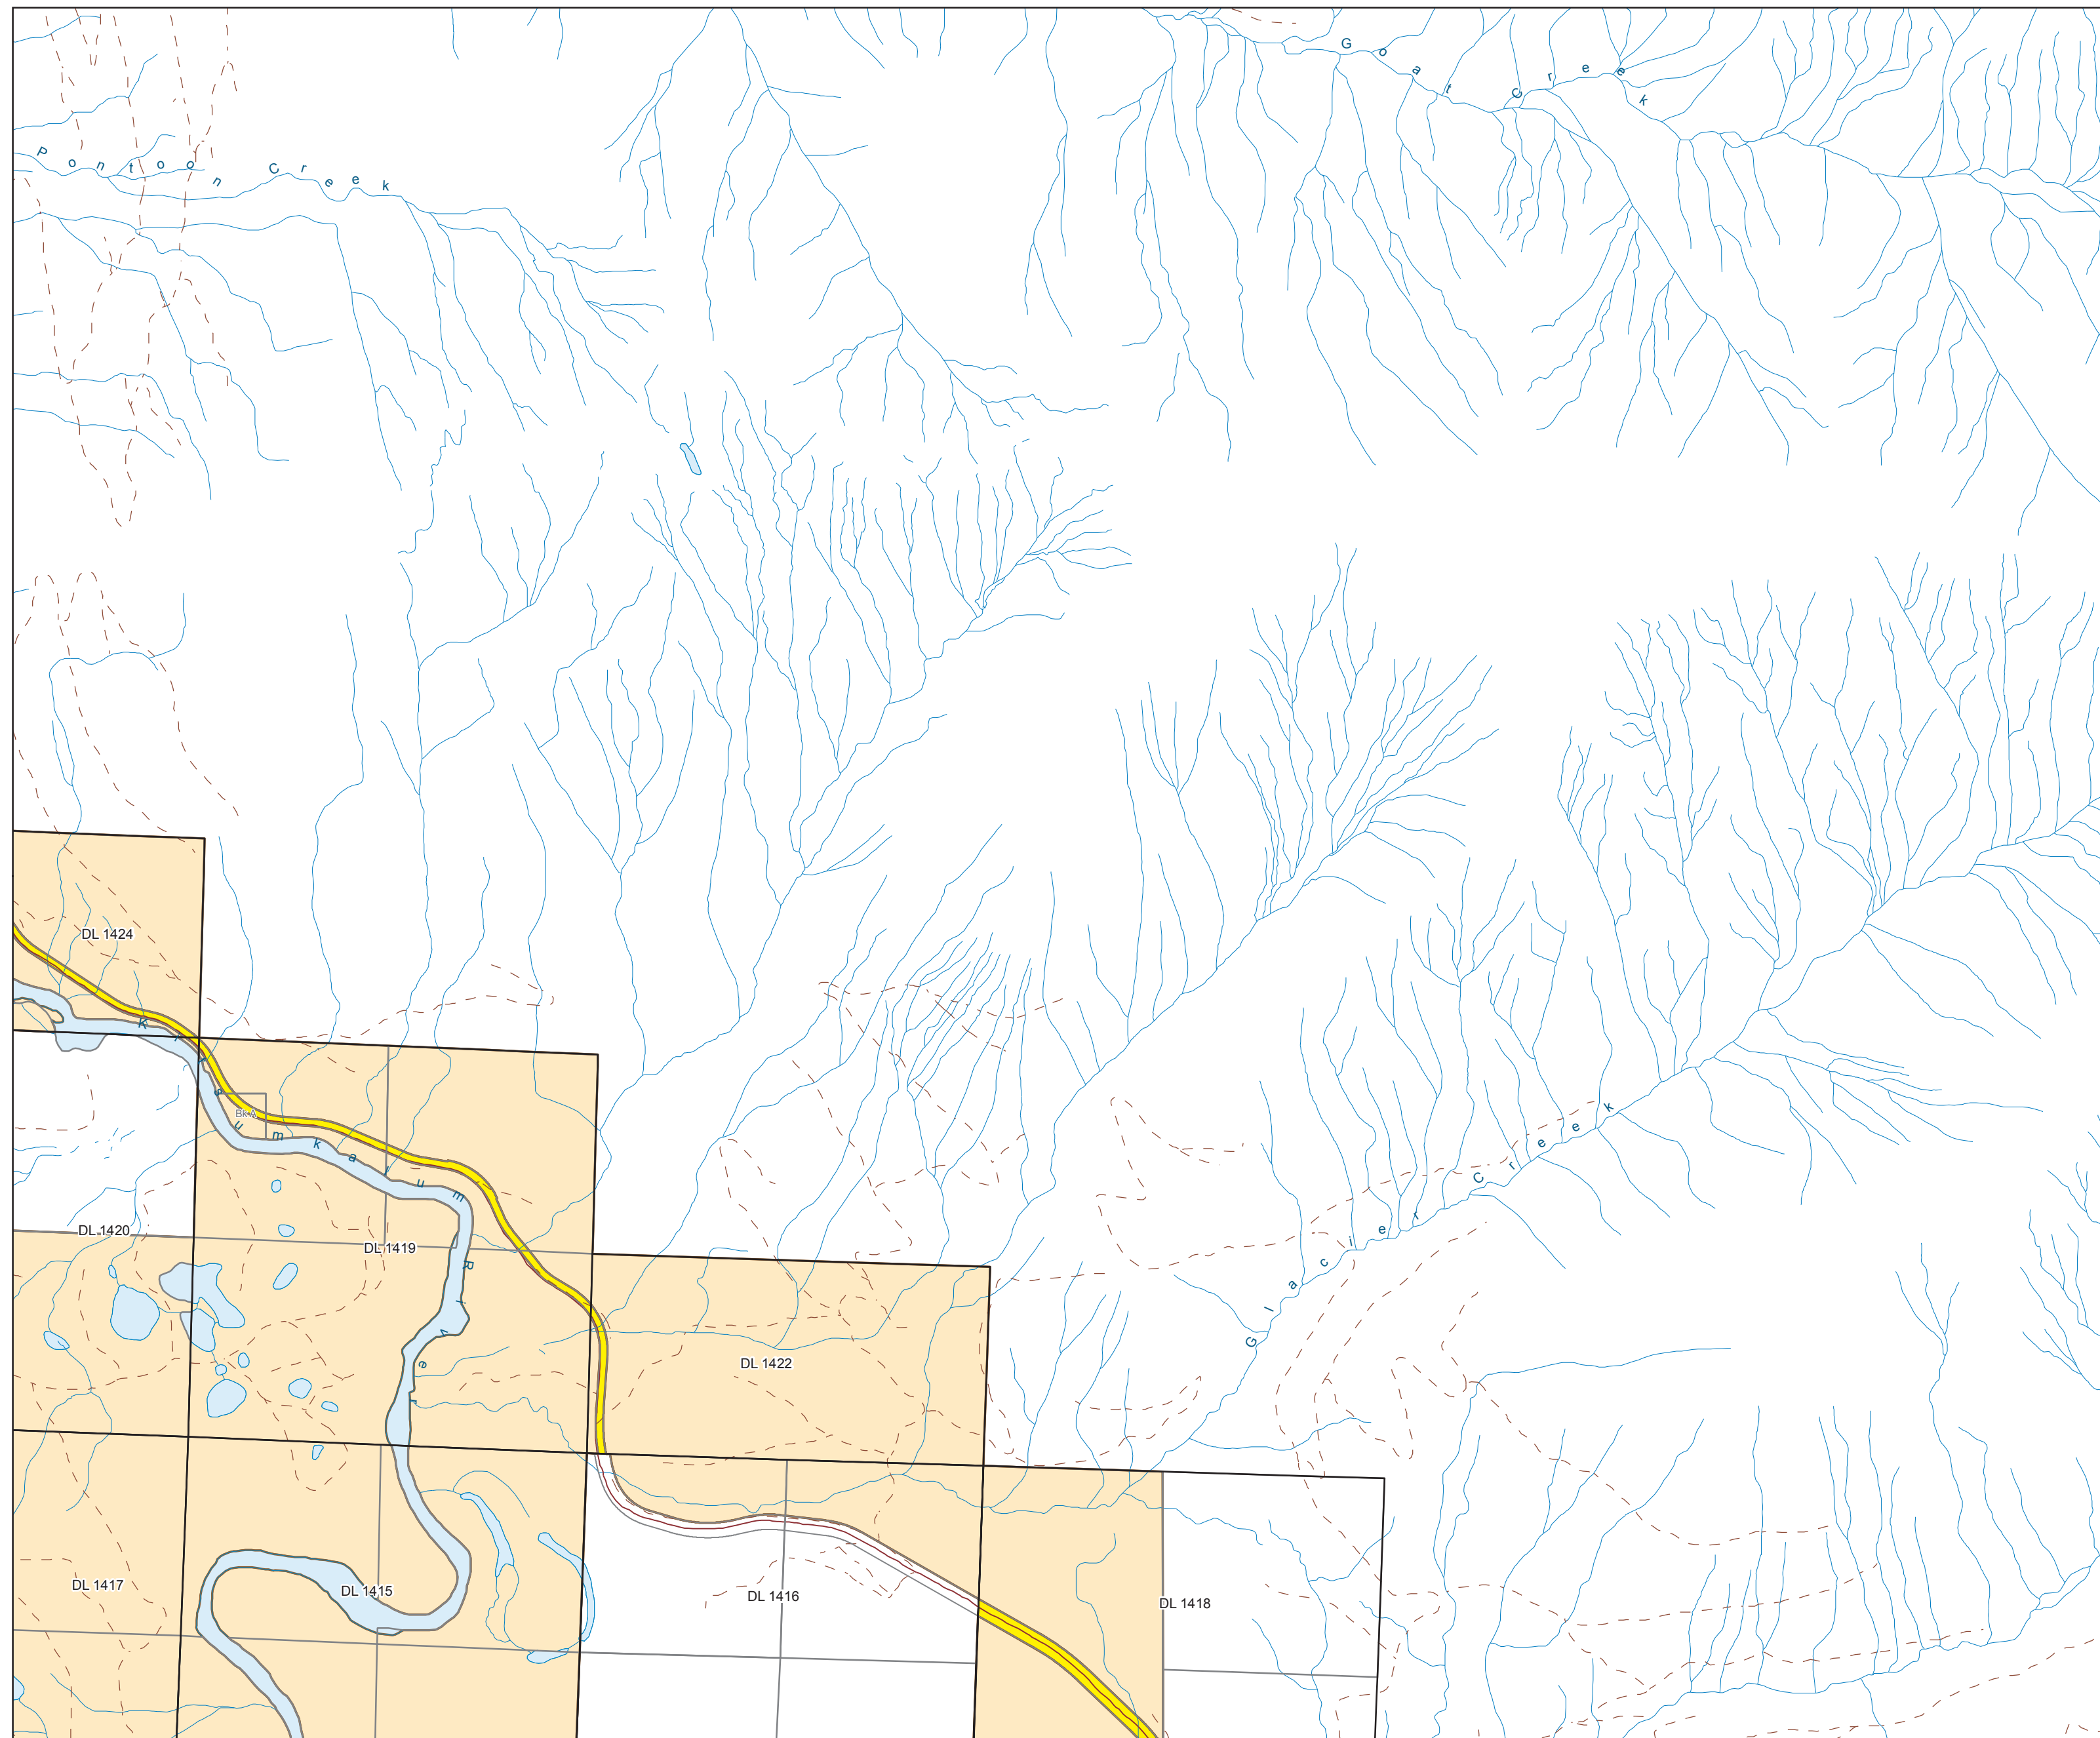 Goat Creek
Pontoon Creek
DL 1424
Kitsumkalum River
Bk A
DL 1420
DL 1419
Glacier Creek
DL 1422
DL 1417
DL 1415
DL 1416
DL 1418